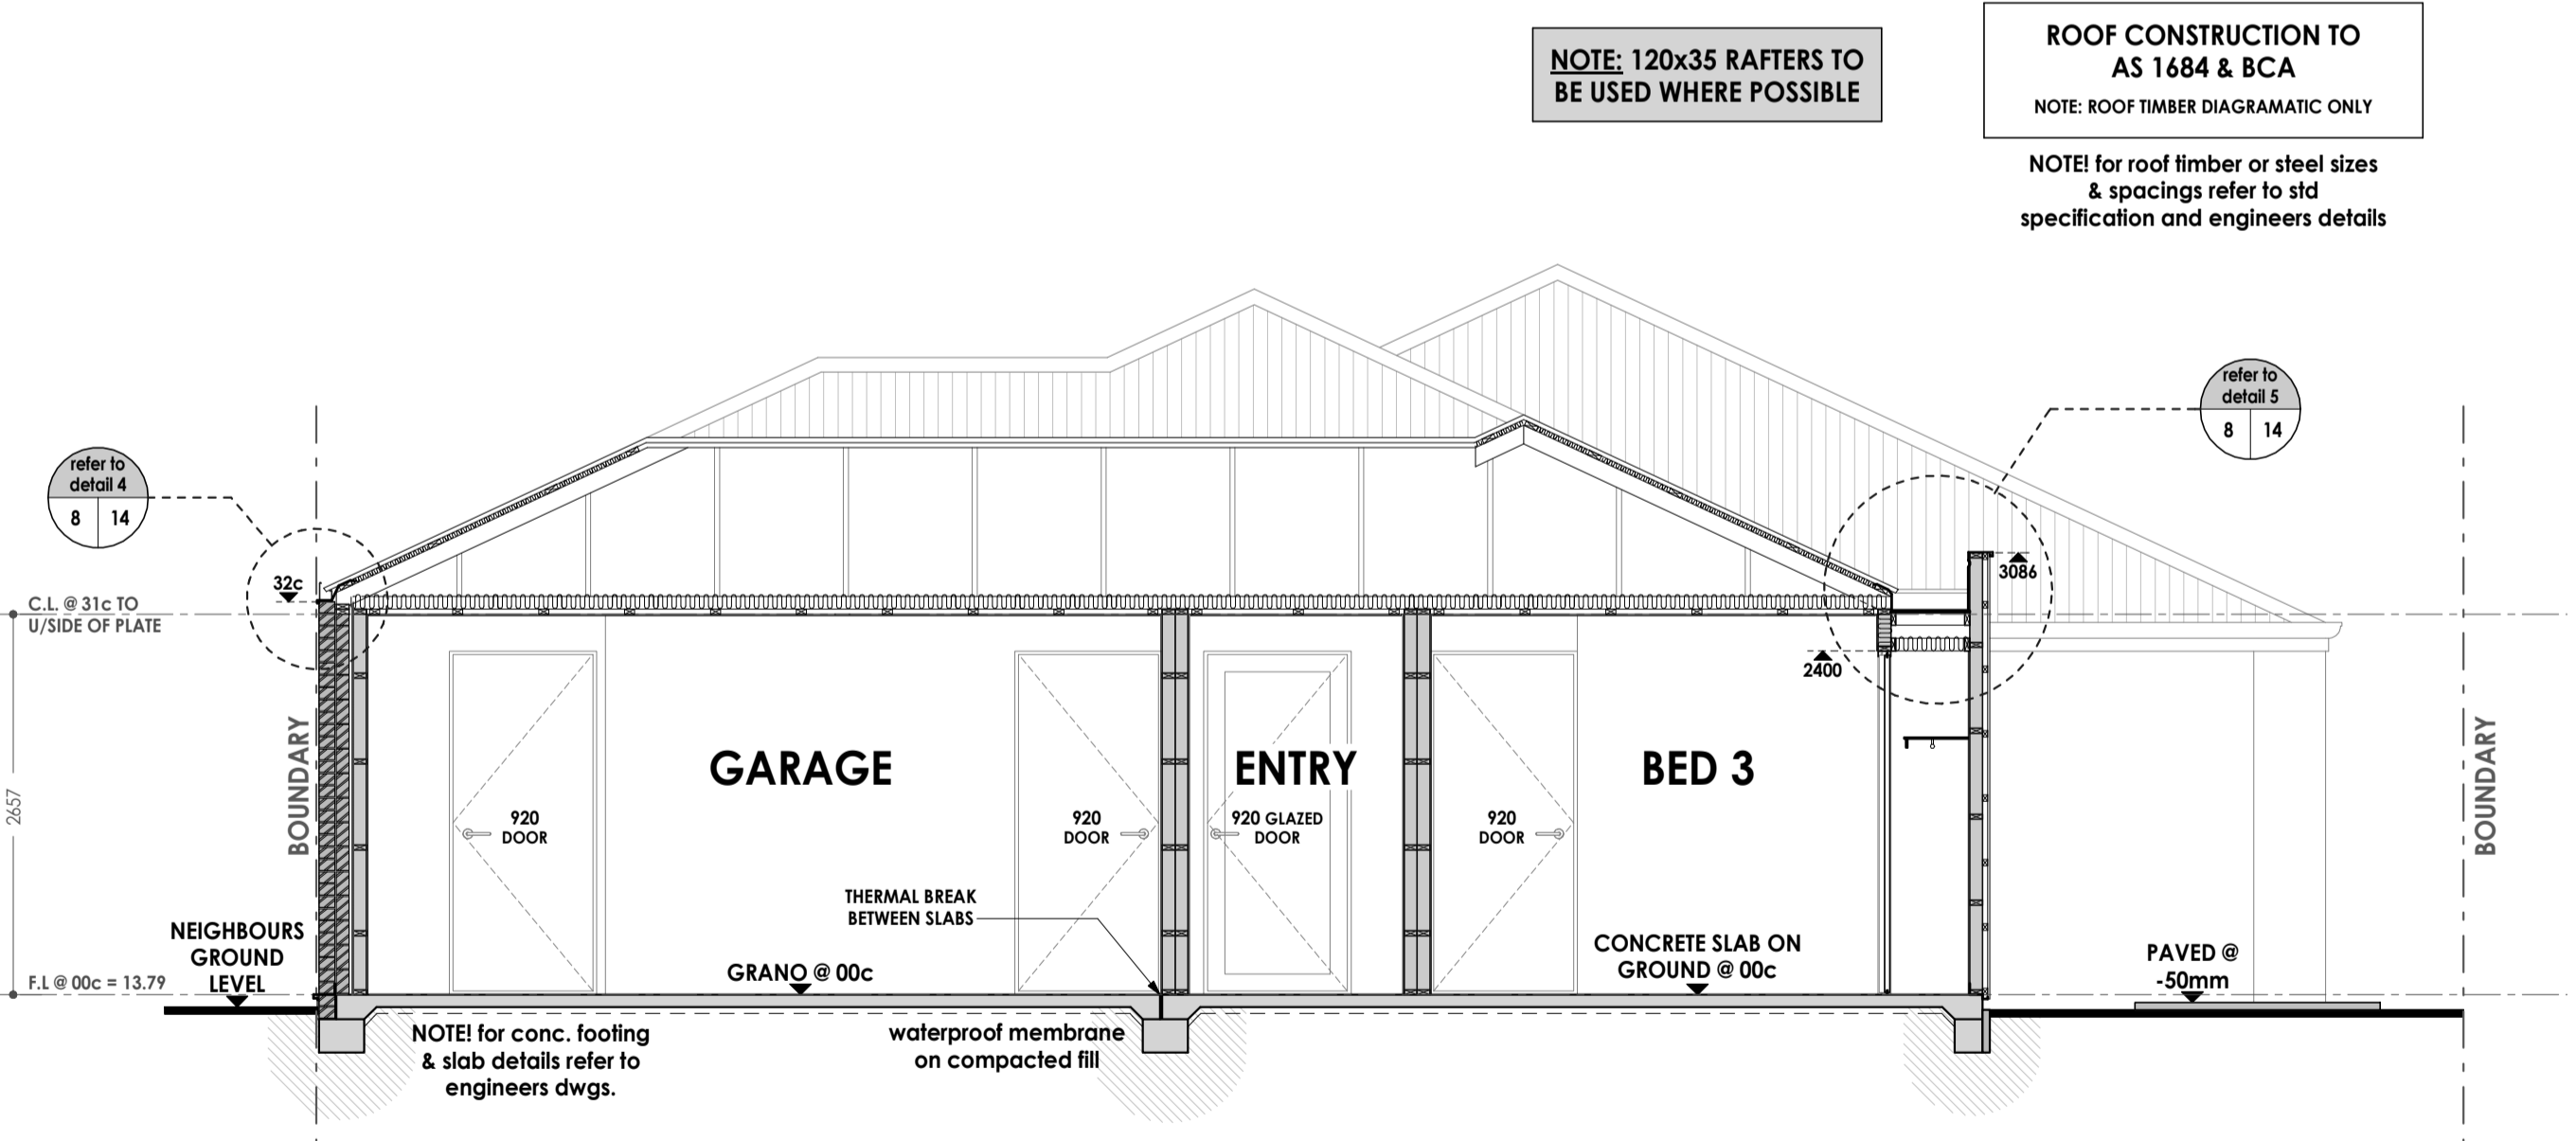 NOTE: 120x35 RAFTERS TO
BE USED WHERE POSSIBLE
ROOF CONSTRUCTION TO
AS 1684 & BCA
NOTE: ROOF TIMBER DIAGRAMATIC ONLY
NOTE! for roof timber or steel sizes
& spacings refer to std
specification and engineers details
refer to
detail 5
8 14
refer to
detail 4
8 14
32c
3086
C.L. @ 31c TO
U/SIDE OF PLATE
2400
BOUNDARY
GARAGE
ENTRY
BED 3
BOUNDARY
2657
920
DOOR
920
DOOR
920 GLAZED
DOOR
920
DOOR
THERMAL BREAK
BETWEEN SLABS
NEIGHBOURS
GROUND
LEVEL
CONCRETE SLAB ON
GROUND @ 00c
PAVED @
-50mm
GRANO @ 00c
F.L @ 00c = 13.79
NOTE! for conc. footing
& slab details refer to
engineers dwgs.
waterproof membrane
on compacted fill